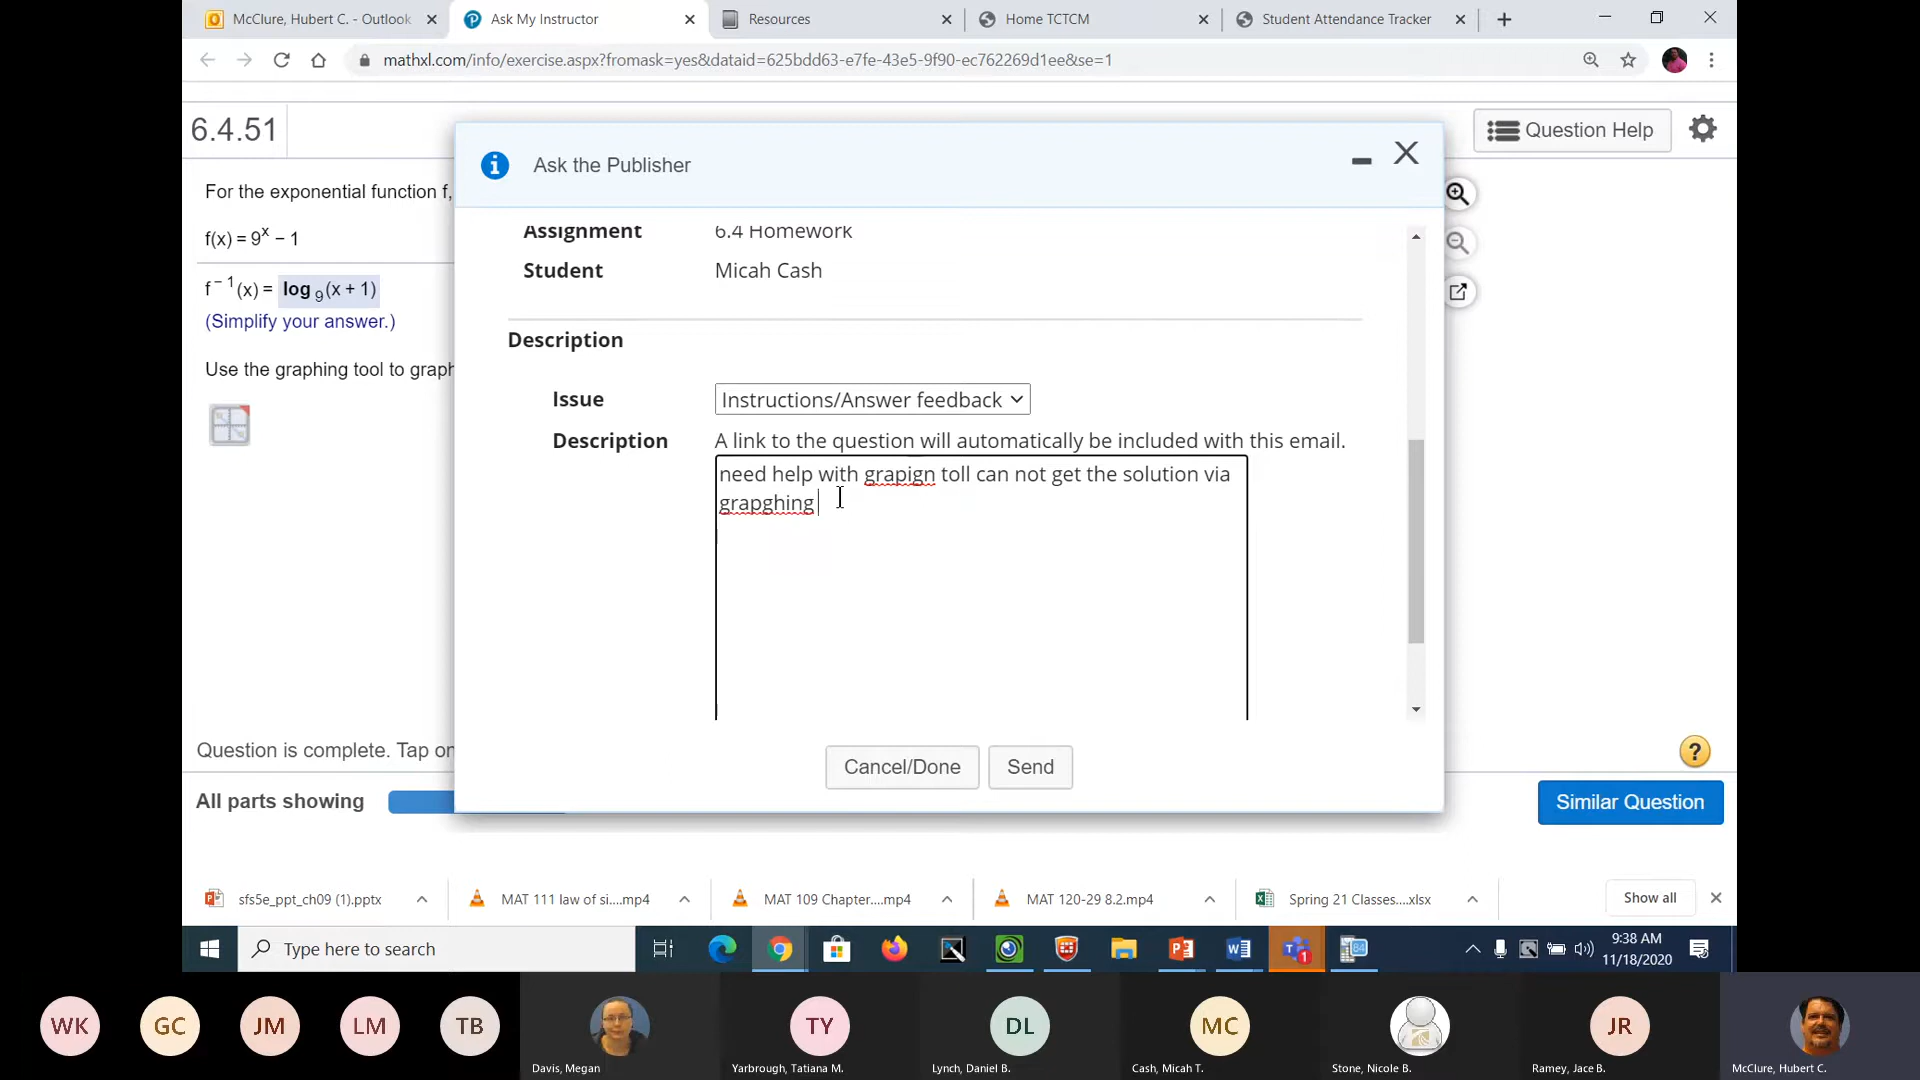 McClure, Hubert C. - Outlook
Ask My Instructor
Resources
Home TCTCM
Student Attendance Tracker
mathxl.com/info/exercise.aspx?fromask=yes&dataid=625bdd63-e7fe-43e5-9f90-ec762269d1ee&se=1
6.4.51
Question Help
For the exponential function f,
f(x) = 9^x − 1
f^−1(x) = log_9(x + 1)
(Simplify your answer.)
Use the graphing tool to graph
Ask the Publisher
Assignment 6.4 Homework
Student Micah Cash
Description
Issue Instructions/Answer feedback
Description A link to the question will automatically be included with this email.
need help with grapign toll can not get the solution via
grapghing
Cancel/Done Send
Question is complete. Tap on
All parts showing
Similar Question
?
sfs5e_ppt_ch09 (1).pptx
MAT 111 law of si....mp4
MAT 109 Chapter....mp4
MAT 120-29 8.2.mp4
Spring 21 Classes....xlsx
Show all
Type here to search
84
1
9:38 AM
11/18/2020
WK GC JM LM TB TY DL MC JR
Davis, Megan
Yarbrough, Tatiana M.
Lynch, Daniel B.
Cash, Micah T.
Stone, Nicole B.
Ramey, Jace B.
McClure, Hubert C.